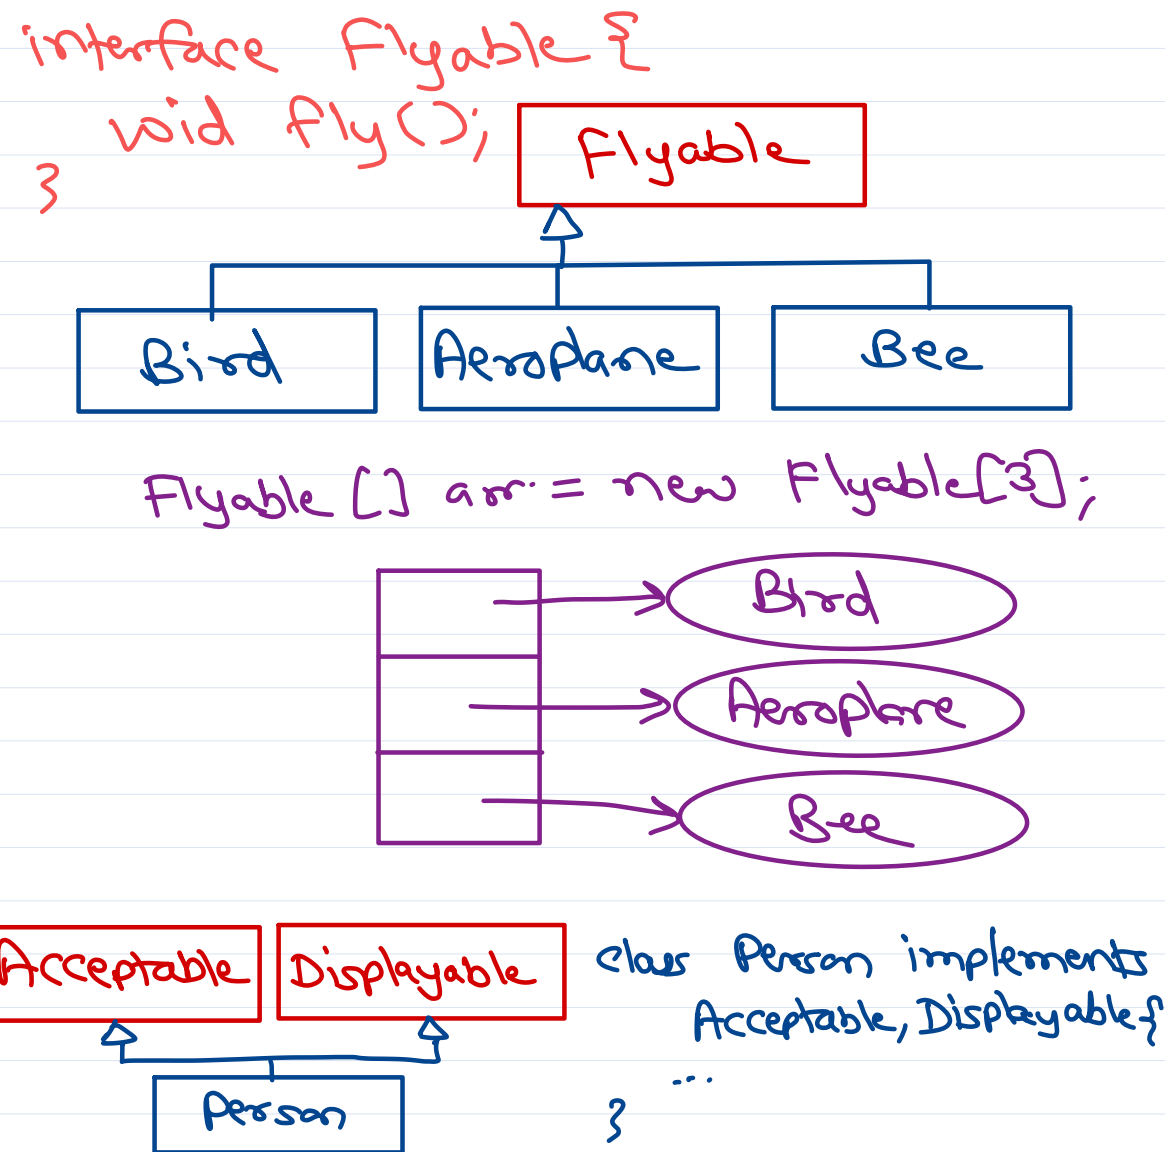 interface Flyable {
void fly();
}
Flyable
Bird
Aeroplane
Bee
Flyable [] arr = new Flyable[3];
Bird
Aeroplane
Bee
Acceptable
Displayable
Person
class Person implements
Acceptable, Displayable {
...
}